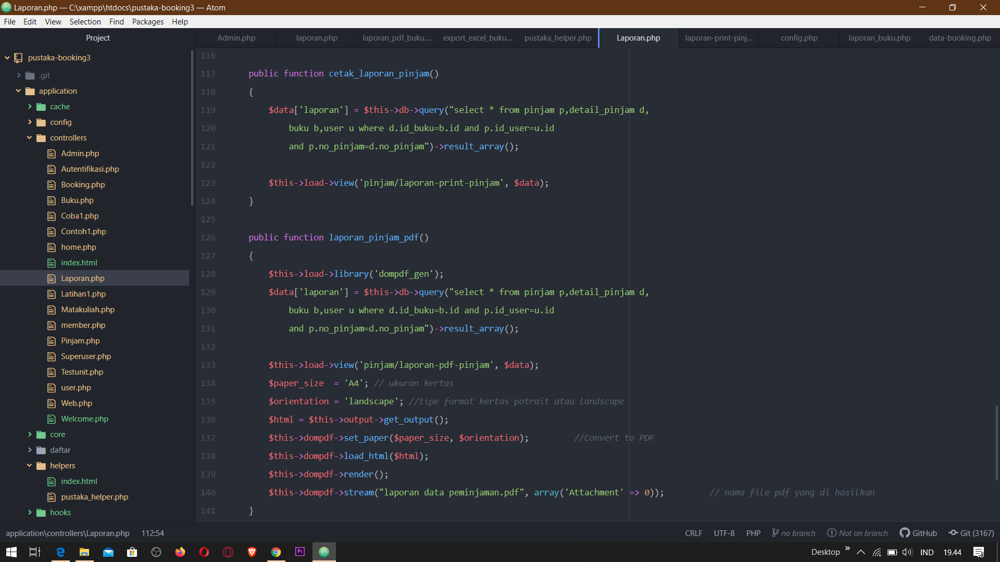 Laporan.php — C:\xampp\htdocs\pustaka-booking3 — Atom
File Edit View Selection Find Packages Help
Project
Admin.php laporan.php laporan_pdf_buku.... export_excel_buku... pustaka_helper.php Laporan.php laporan-print-pinj... config.php laporan_buku.php data-booking.php
pustaka-booking3
.git
application
cache
config
controllers
Admin.php
Autentifikasi.php
Booking.php
Buku.php
Coba1.php
Contoh1.php
home.php
index.html
Laporan.php
Latihan1.php
Matakuliah.php
member.php
Pinjam.php
Superuser.php
Testunit.php
user.php
Web.php
Welcome.php
core
daftar
helpers
index.html
pustaka_helper.php
hooks
116
117 public function cetak_laporan_pinjam()
118 {
119 $data['laporan'] = $this->db->query("select * from pinjam p,detail_pinjam d,
120 buku b,user u where d.id_buku=b.id and p.id_user=u.id
121 and p.no_pinjam=d.no_pinjam")->result_array();
122
123 $this->load->view('pinjam/laporan-print-pinjam', $data);
124 }
125
126 public function laporan_pinjam_pdf()
127 {
128 $this->load->library('dompdf_gen');
129 $data['laporan'] = $this->db->query("select * from pinjam p,detail_pinjam d,
130 buku b,user u where d.id_buku=b.id and p.id_user=u.id
131 and p.no_pinjam=d.no_pinjam")->result_array();
132
133 $this->load->view('pinjam/laporan-pdf-pinjam', $data);
134 $paper_size  = 'A4'; // ukuran kertas
135 $orientation = 'landscape'; //tipe format kertas potrait atau landscape
136 $html = $this->output->get_output();
137 $this->dompdf->set_paper($paper_size, $orientation); //Convert to PDF
138 $this->dompdf->load_html($html);
139 $this->dompdf->render();
140 $this->dompdf->stream("laporan data peminjaman.pdf", array('Attachment' => 0)); // nama file pdf yang di hasilkan
141 }
application\controllers\Laporan.php 112:54 CRLF UTF-8 PHP no branch Not on branch GitHub Git (3167)
Pr Desktop » IND 19.44